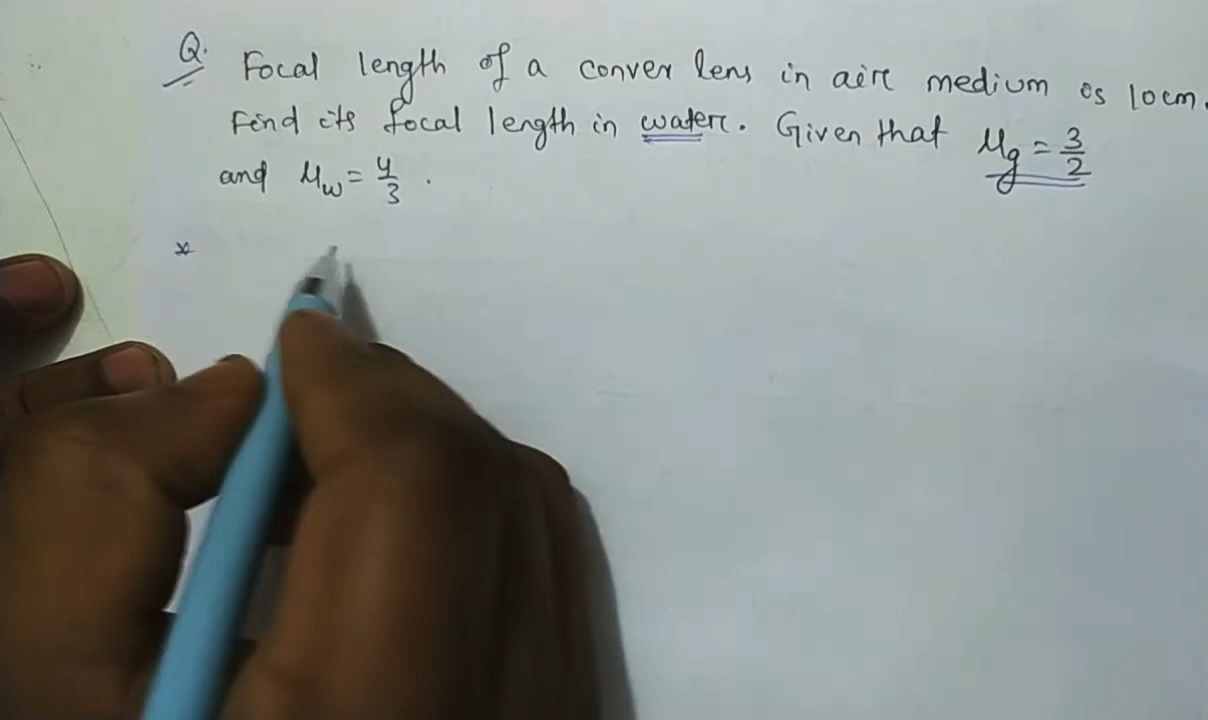 Q. Focal length of a convex lens in aire medium is 10cm.
Find its focal length in water. Given that μg = 3/2
and μw = 4/3 .
*